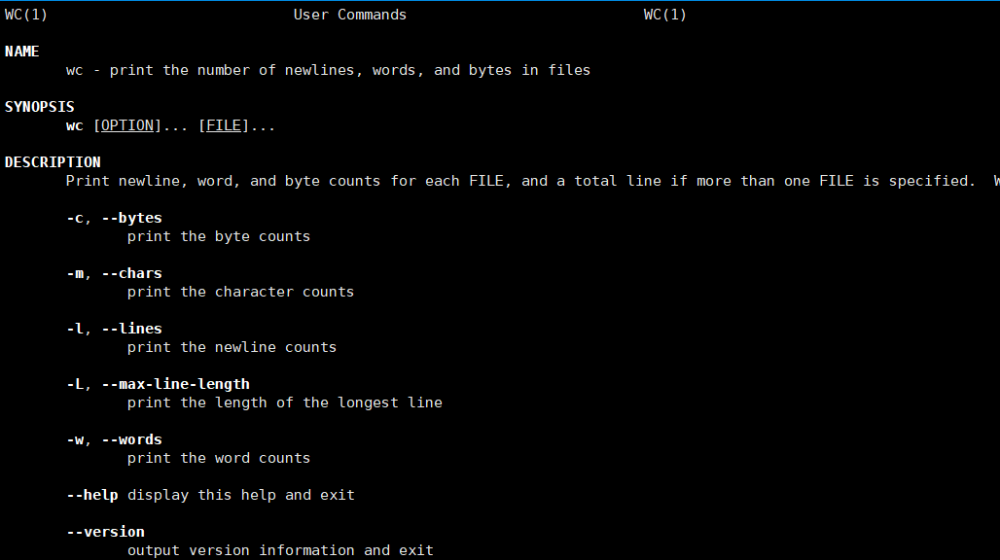 WC(1) User Commands WC(1)
NAME
wc - print the number of newlines, words, and bytes in files
SYNOPSIS
wc [OPTION]... [FILE]...
DESCRIPTION
Print newline, word, and byte counts for each FILE, and a total line if more than one FILE is specified.
-c, --bytes
print the byte counts
-m, --chars
print the character counts
-l, --lines
print the newline counts
-L, --max-line-length
print the length of the longest line
-w, --words
print the word counts
--help display this help and exit
--version
output version information and exit